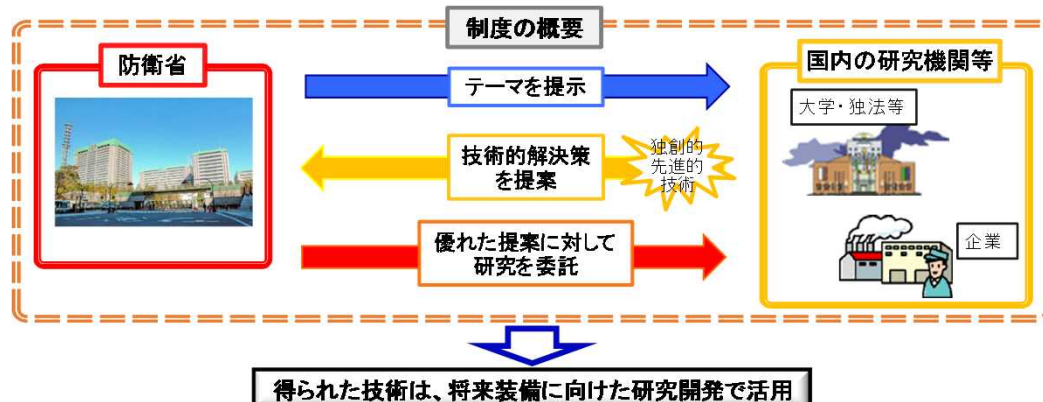 制度の概要
防衛省
国内の研究機関等
テーマを提示
大学・独法等
技術的解決策
を提案
独創的
先進的
技術
優れた提案に対して
研究を委託
企業
得られた技術は、将来装備に向けた研究開発で活用